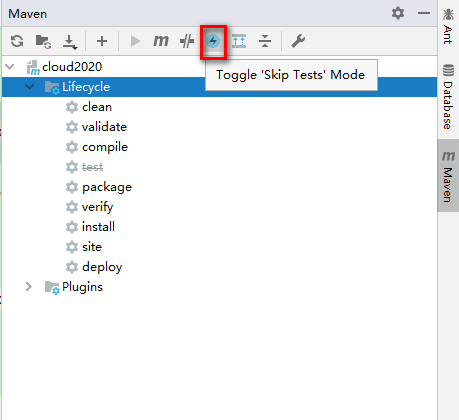 Maven
m
cloud2020
Toggle 'Skip Tests' Mode
Lifecycle
clean
validate
compile
test
package
verify
install
site
deploy
Plugins
Ant
Database
m Maven